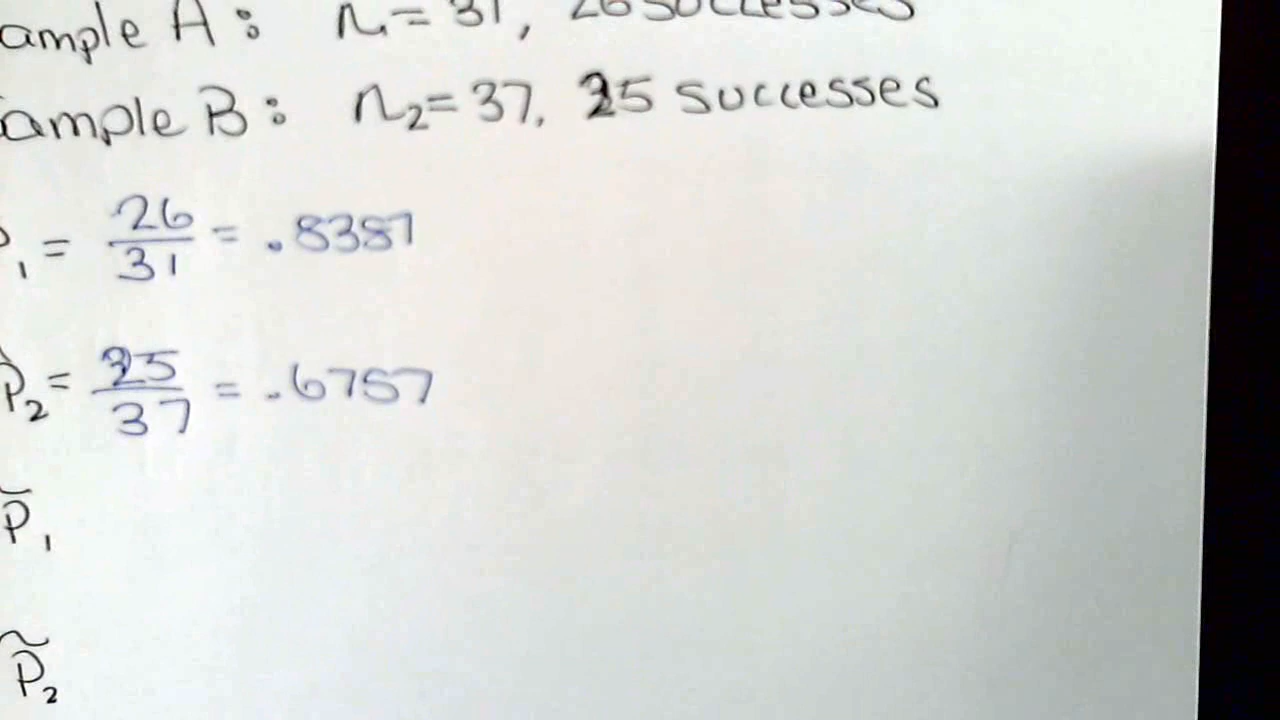 ample A: n₁ = 31, 26 successes
ample B: n₂ = 37, 25 successes
p̂₁ = 26/31 = .8387
p̂₂ = 25/37 = .6757
p̃₁
p̃₂